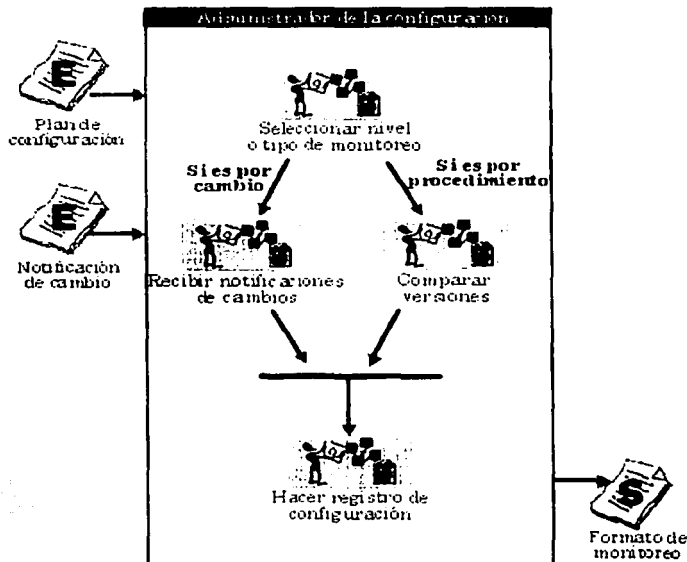 Administrador de la configuración
E
Plan de
configuración
Seleccionar nivel
o tipo de monitoreo
Si es por
cambio
Si es por
procedimiento
E
Notificación
de cambio
Recibir notificaciones
de cambios
Comparar
versiones
Hacer registro de
configuración
S
Formato de
monitoreo